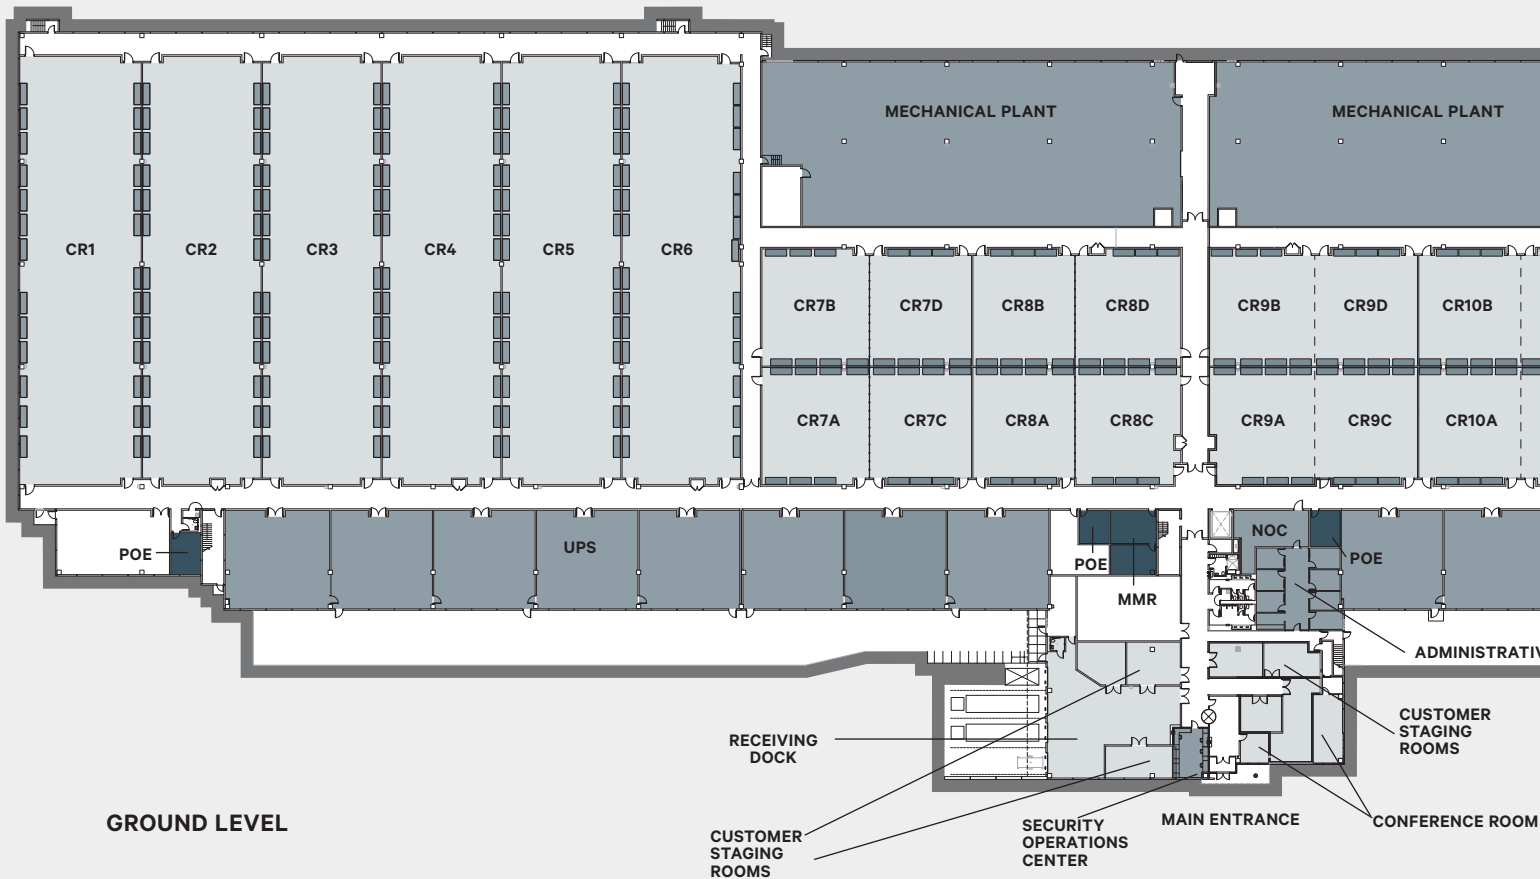 MECHANICAL PLANT
MECHANICAL PLANT
CR1
CR2
CR3
CR4
CR5
CR6
CR7B
CR7D
CR8B
CR8D
CR9B
CR9D
CR10B
CR7A
CR7C
CR8A
CR8C
CR9A
CR9C
CR10A
POE
UPS
POE
MMR
NOC
POE
ADMINISTRATIV
CUSTOMER
STAGING
ROOMS
RECEIVING
DOCK
GROUND LEVEL
CUSTOMER
STAGING
ROOMS
SECURITY
OPERATIONS
CENTER
MAIN ENTRANCE
CONFERENCE ROOM